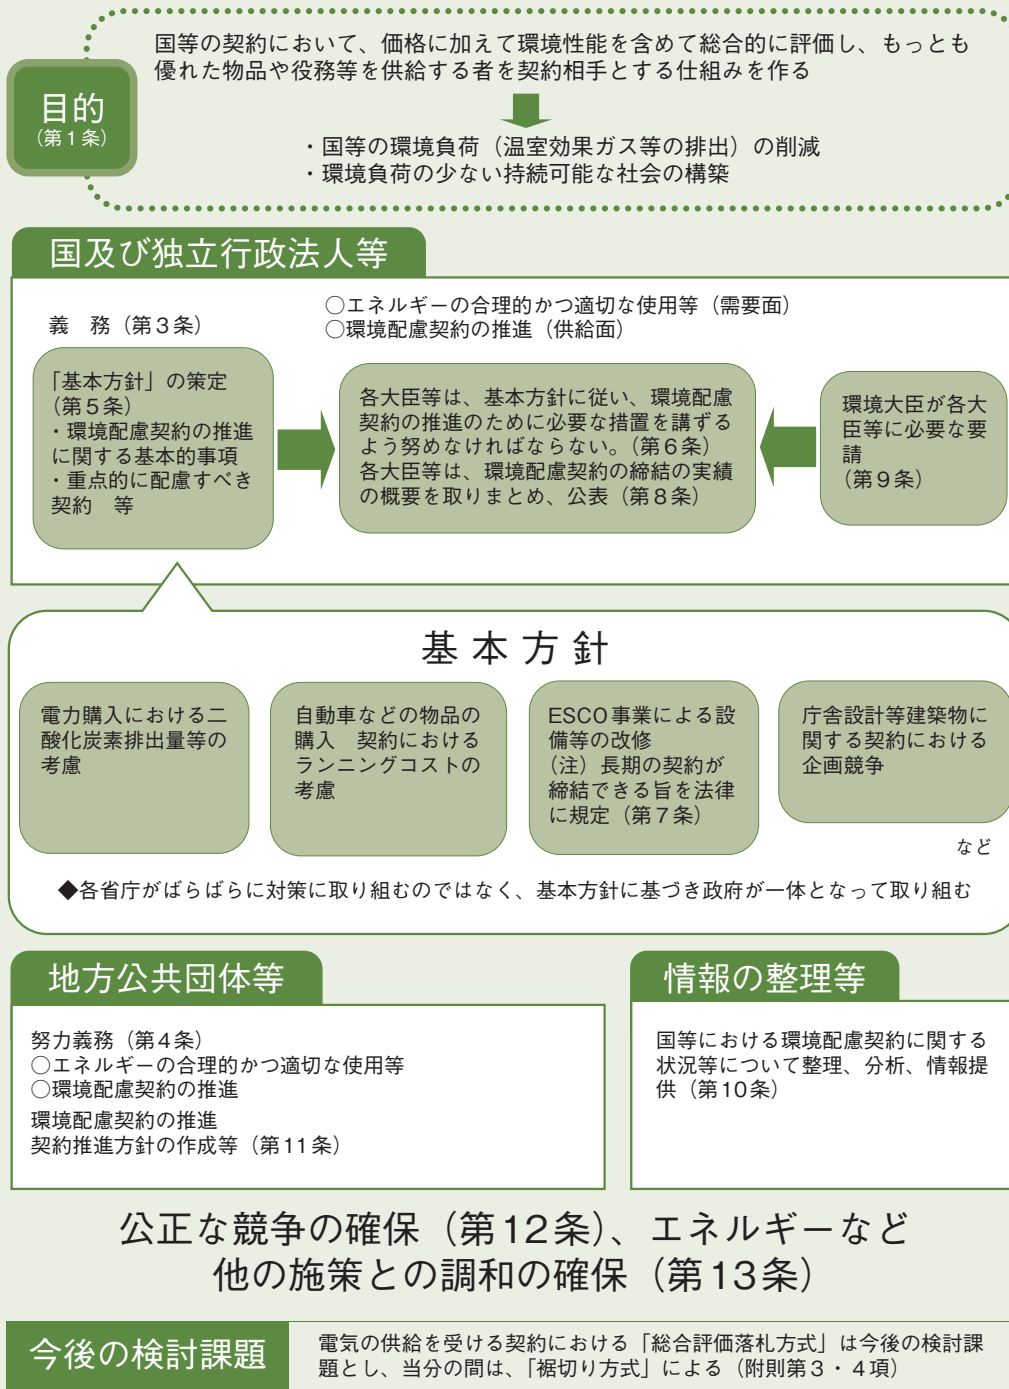 国等の契約において、価格に加えて環境性能を含めて総合的に評価し、もっとも
優れた物品や役務等を供給する者を契約相手とする仕組みを作る
目的
（第１条）
・国等の環境負荷（温室効果ガス等の排出）の削減
・環境負荷の少ない持続可能な社会の構築
国及び独立行政法人等
義　務（第３条）
○エネルギーの合理的かつ適切な使用等（需要面）
○環境配慮契約の推進（供給面）
「基本方針」の策定
（第５条）
・環境配慮契約の推進
に関する基本的事項
・重点的に配慮すべき
契約　等
各大臣等は、基本方針に従い、環境配慮
契約の推進のために必要な措置を講ずる
よう努めなければならない。（第６条）
各大臣等は、環境配慮契約の締結の実績
の概要を取りまとめ、公表（第８条）
環境大臣が各大
臣等に必要な要
請
（第９条）
基本方針
電力購入における二
酸化炭素排出量等の
考慮
自動車などの物品の
購入　契約における
ランニングコストの
考慮
ESCO事業による設
備等の改修
（注）長期の契約が
締結できる旨を法律
に規定（第７条）
庁舎設計等建築物に
関する契約における
企画競争
など
◆各省庁がばらばらに対策に取り組むのではなく、基本方針に基づき政府が一体となって取り組む
地方公共団体等
努力義務（第４条）
○エネルギーの合理的かつ適切な使用等
○環境配慮契約の推進
環境配慮契約の推進
契約推進方針の作成等（第11条）
情報の整理等
国等における環境配慮契約に関する
状況等について整理、分析、情報提
供（第10条）
公正な競争の確保（第12条）、エネルギーなど
他の施策との調和の確保（第13条）
今後の検討課題
電気の供給を受ける契約における「総合評価落札方式」は今後の検討課
題とし、当分の間は、「裾切り方式」による（附則第３・４項）